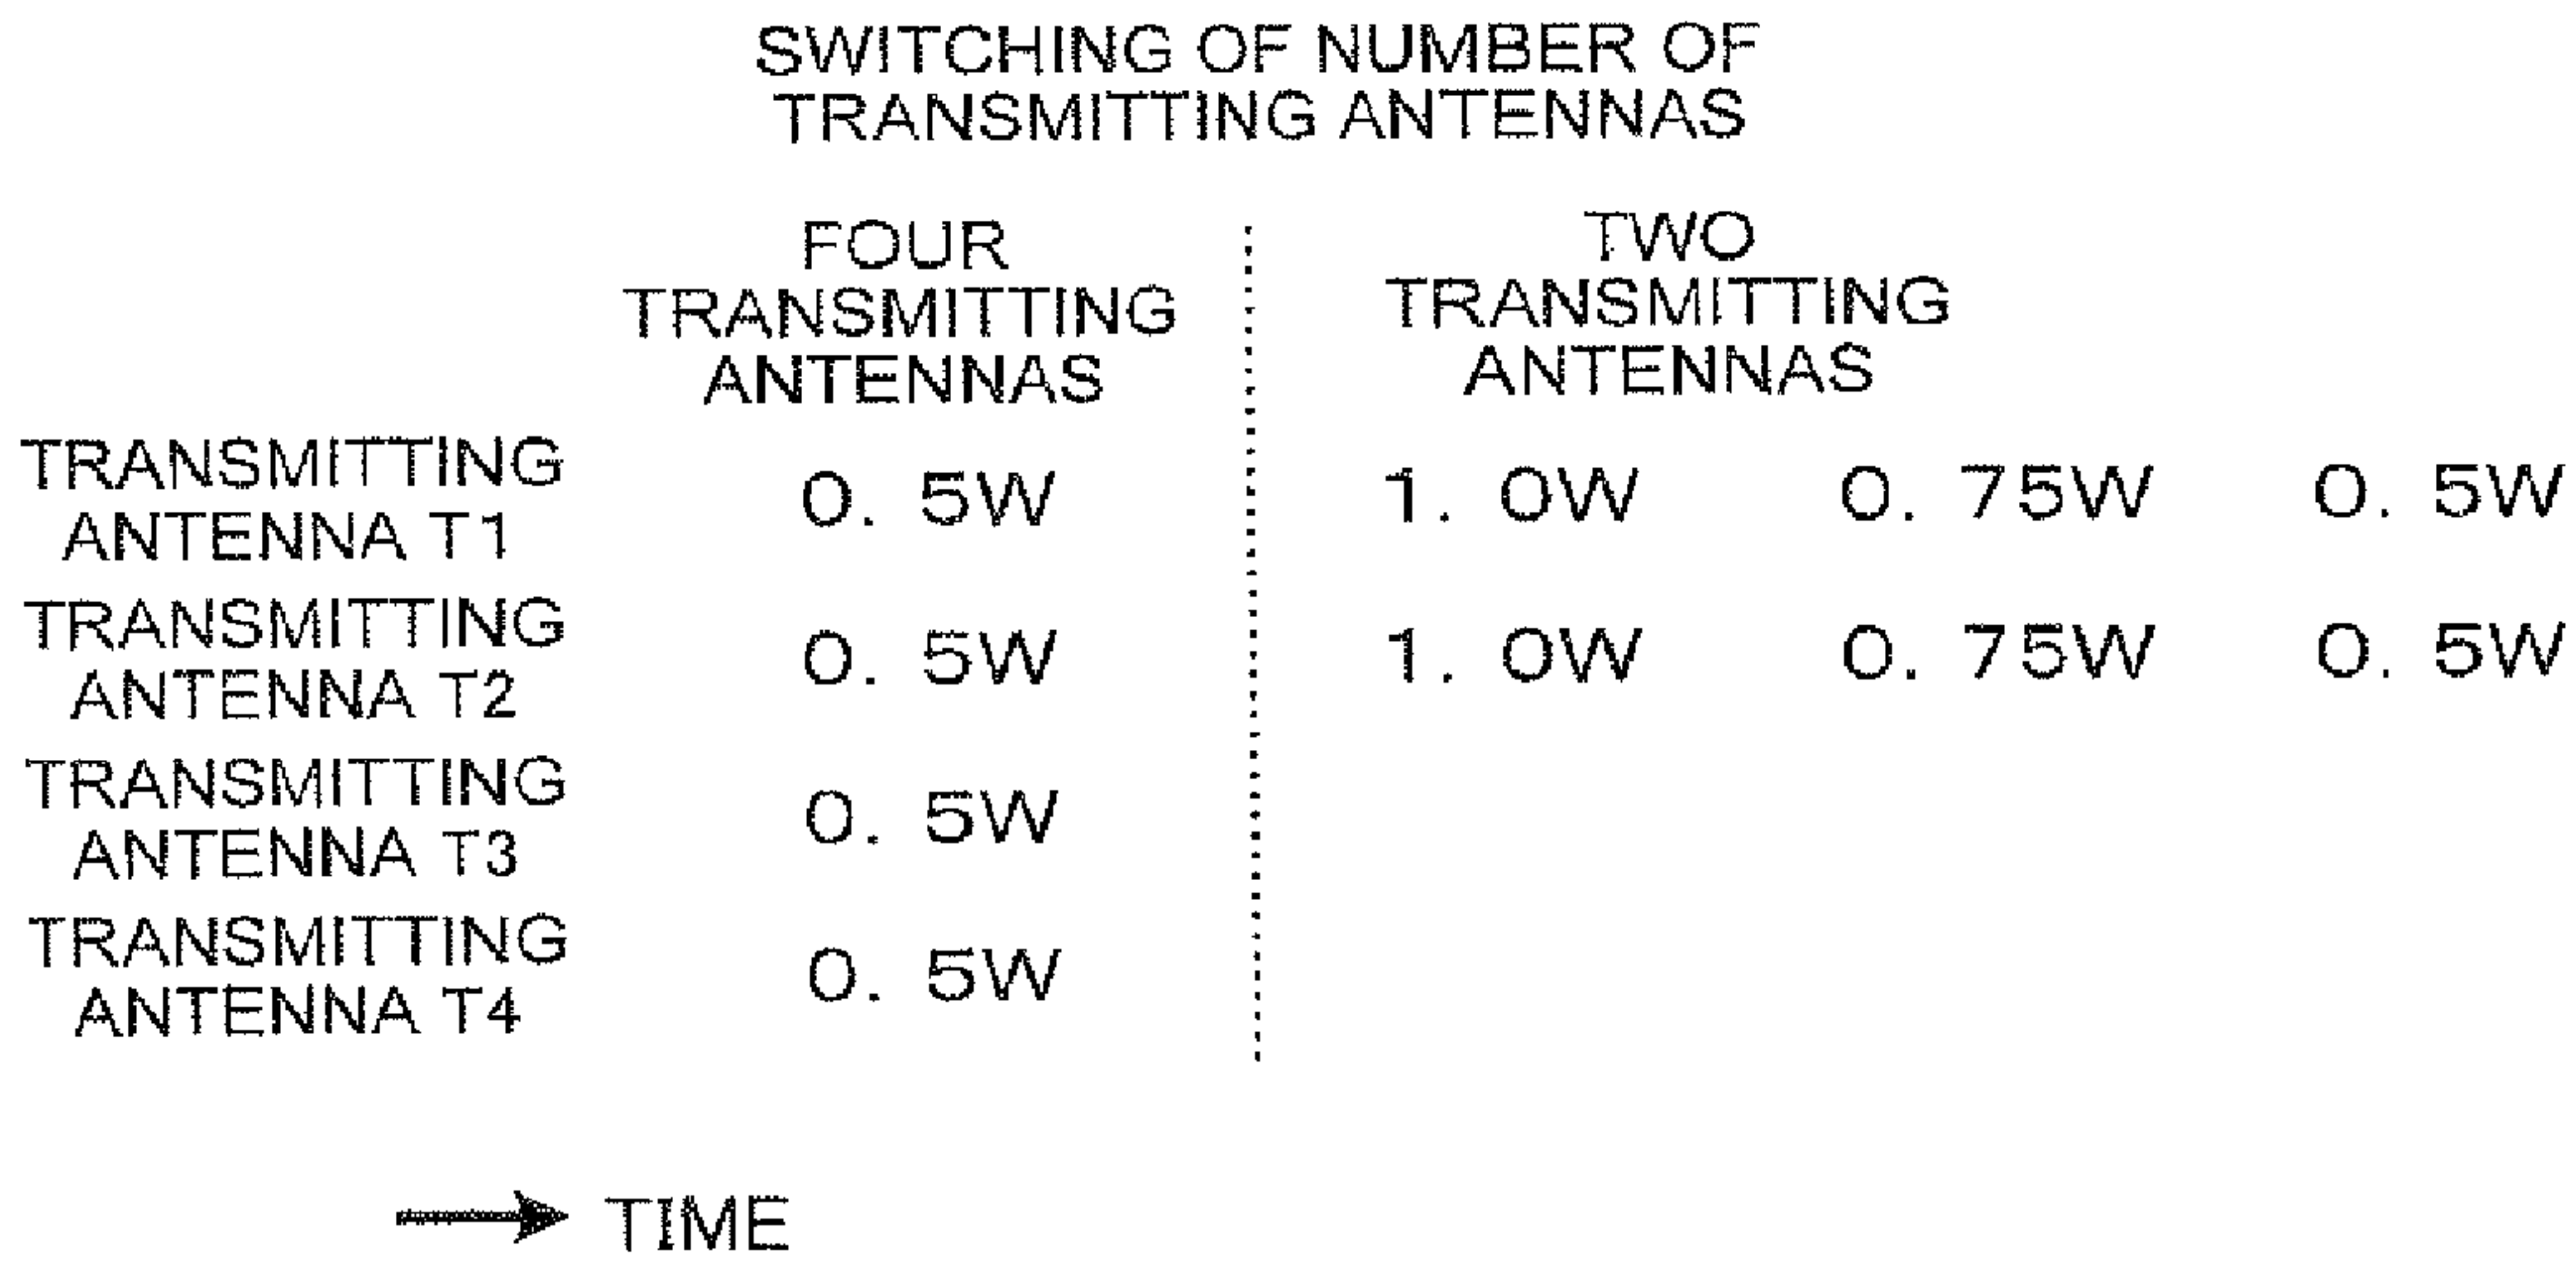 SWITCHING OF NUMBER OF
TRANSMITTING ANTENNAS
FOUR
TRANSMITTING
ANTENNAS
TWO
TRANSMITTING
ANTENNAS
TRANSMITTING
ANTENNA T1
0. 5W 1. 0W 0. 75W 0. 5W
TRANSMITTING
ANTENNA T2
0. 5W 1. 0W 0. 75W 0. 5W
TRANSMITTING
ANTENNA T3
0. 5W
TRANSMITTING
ANTENNA T4
0. 5W
TIME